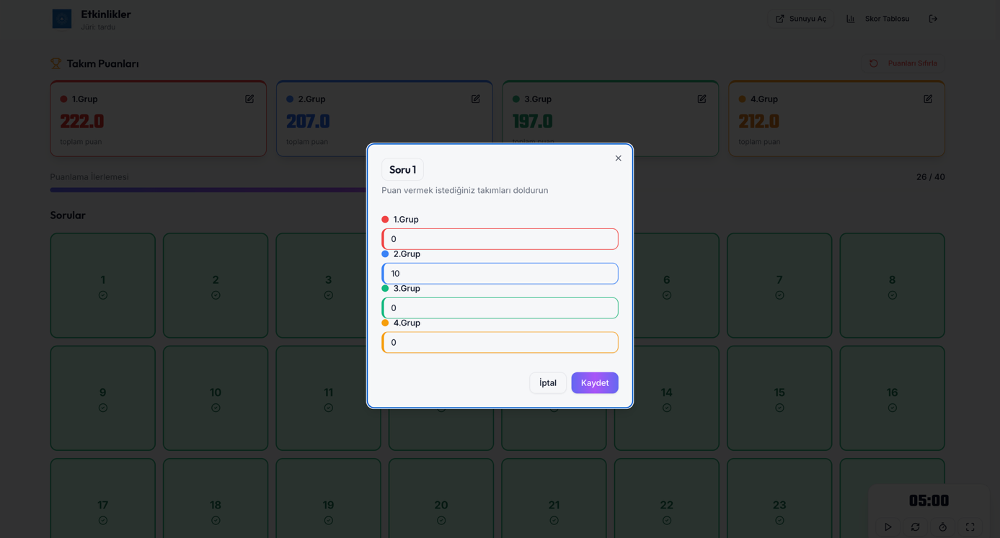 Etkinlikler
Jüri: tardu
Sunuyu Aç
Skor Tablosu
Takım Puanları
Puanları Sıfırla
1.Grup
222.0
toplam puan
2.Grup
207.0
toplam puan
3.Grup
197.0
toplam puan
4.Grup
212.0
toplam puan
Puanlama İlerlemesi
26 / 40
Sorular
Soru 1
Puan vermek istediğiniz takımları doldurun
1.Grup
0
2.Grup
10
3.Grup
0
4.Grup
0
İptal
Kaydet
1
2
3
6
7
8
9
10
11
14
15
16
17
18
19
20
21
22
23
05:00